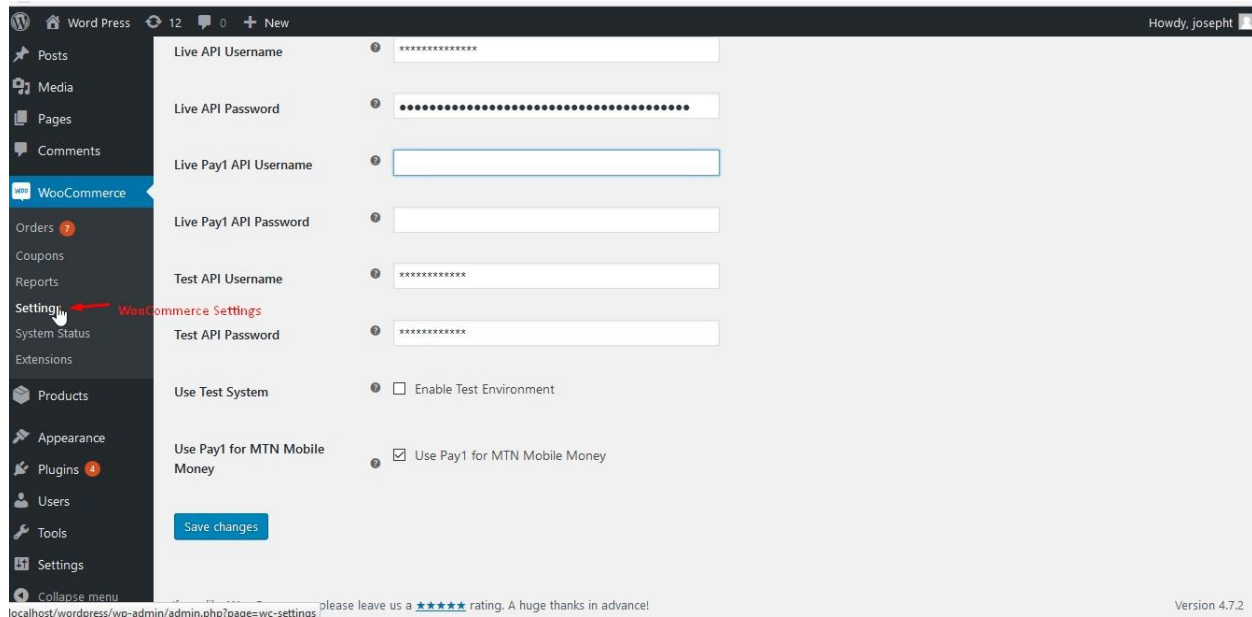 Word Press 12 0 New Howdy, josepht
Posts
Media
Pages
Comments
WooCommerce
Orders 7
Coupons
Reports
Settings
WooCommerce Settings
System Status
Extensions
Products
Appearance
Plugins 4
Users
Tools
Settings
Collapse menu
localhost/wordpress/wp-admin/admin.php?page=wc-settings
Live API Username **************
Live API Password ••••••••••••••••••••••••••••••••••••••••
Live Pay1 API Username
Live Pay1 API Password
Test API Username ************
Test API Password ************
Use Test System Enable Test Environment
Use Pay1 for MTN Mobile
Money
Use Pay1 for MTN Mobile Money
Save changes
please leave us a ★★★★★ rating. A huge thanks in advance!
Version 4.7.2